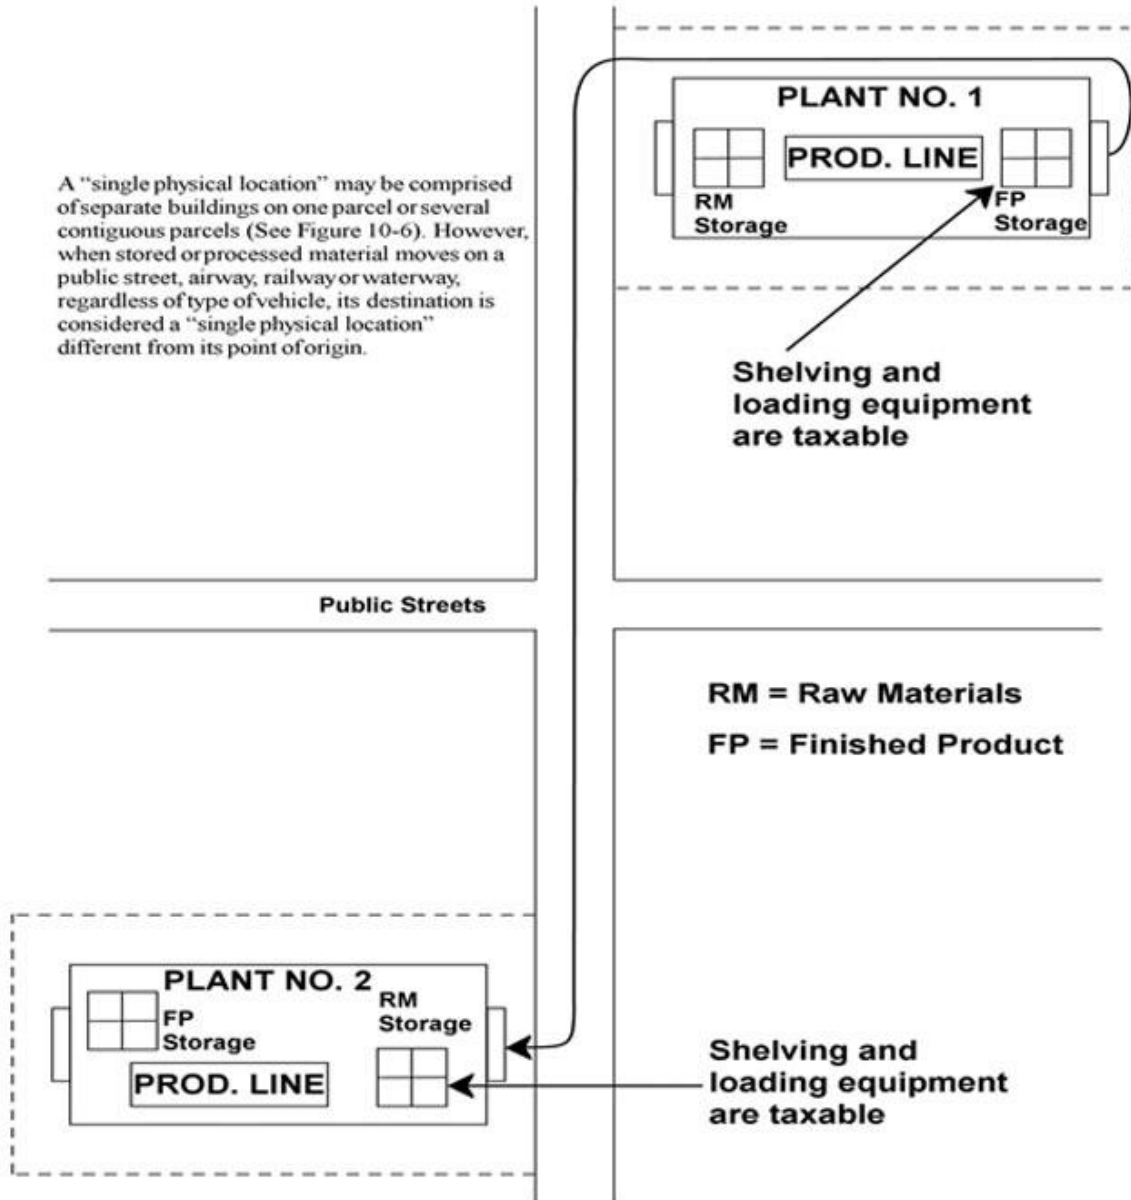 PLANT NO. 1
PROD. LINE
RM
Storage
FP
Storage
A “single physical location” may be comprised
of separate buildings on one parcel or several
contiguous parcels (See Figure 10-6). However,
when stored or processed material moves on a
public street, airway, railway or waterway,
regardless of type of vehicle, its destination is
considered a “single physical location”
different from its point of origin.
Shelving and
loading equipment
are taxable
Public Streets
RM = Raw Materials
FP = Finished Product
PLANT NO. 2
FP
Storage
RM
Storage
PROD. LINE
Shelving and
loading equipment
are taxable